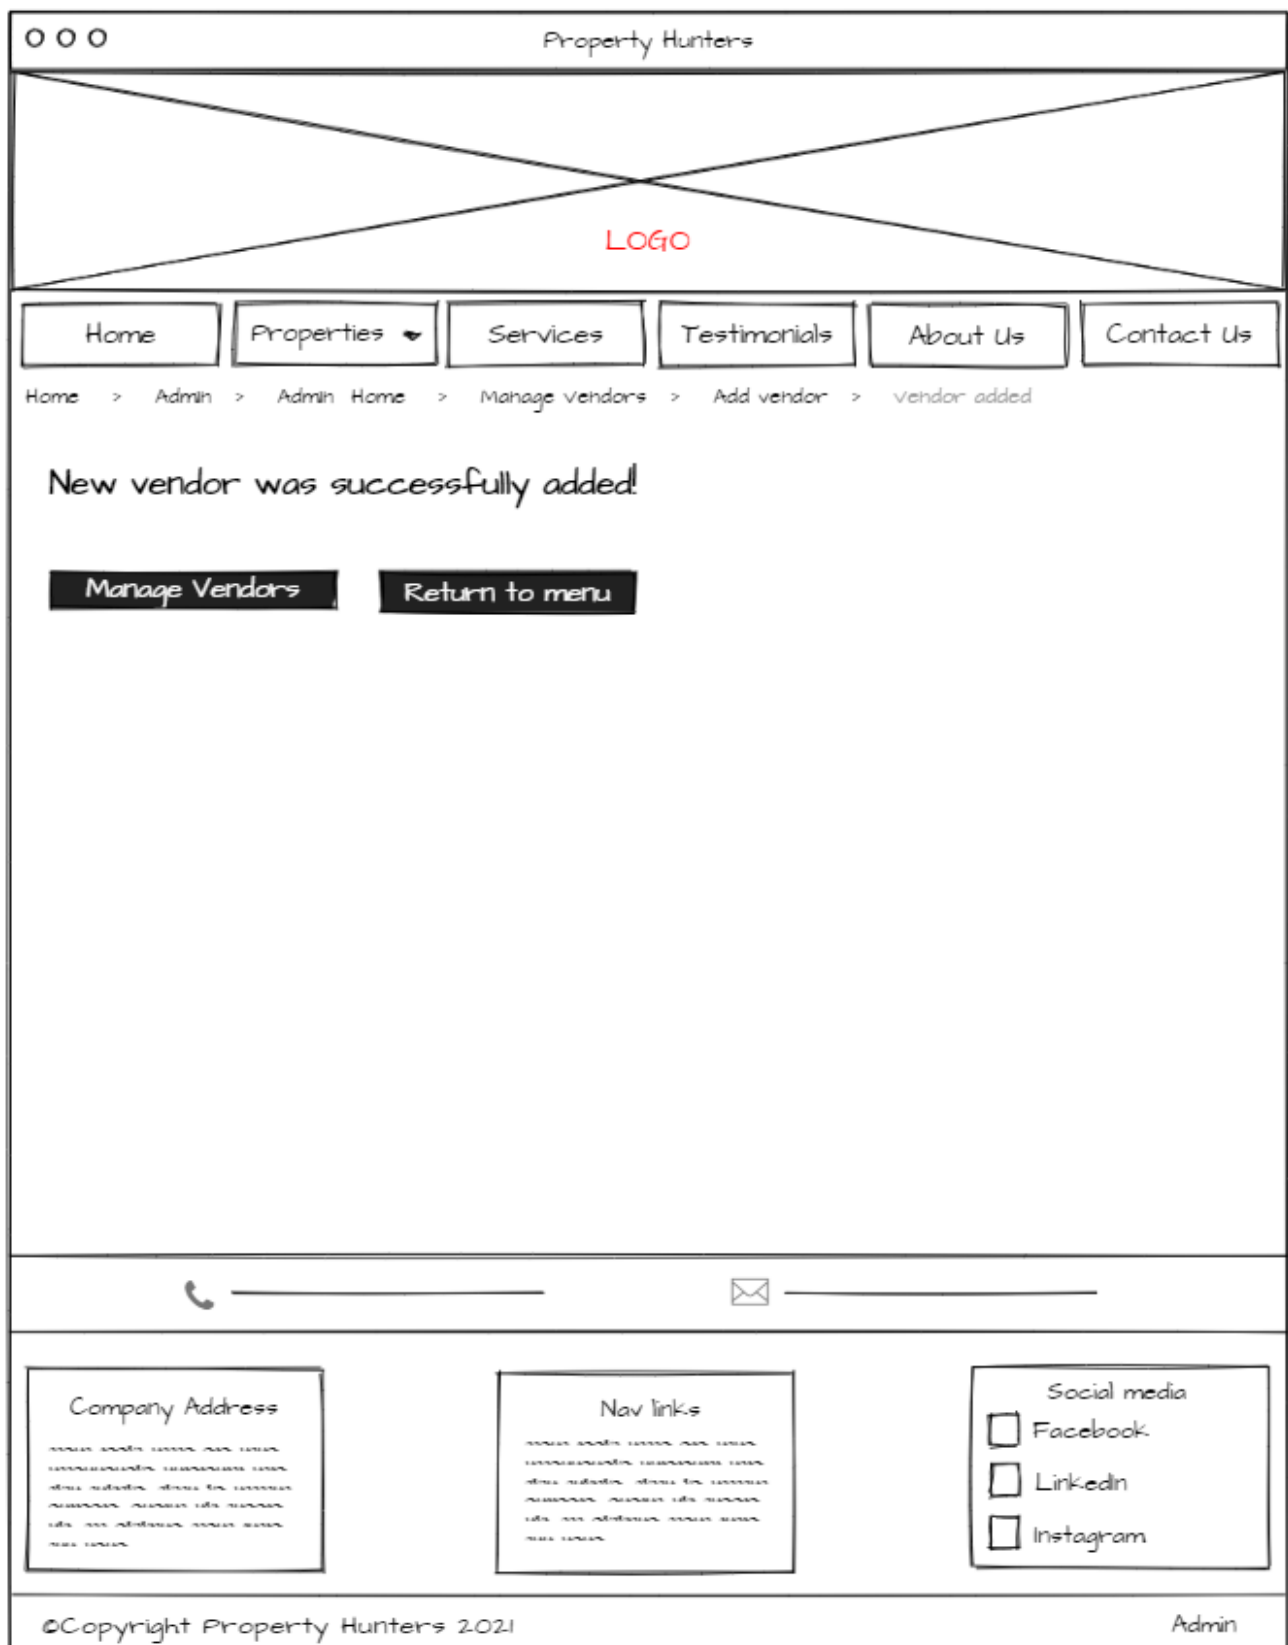 Property Hunters
LOGO
Home Properties Services Testimonials About Us Contact Us
Home > Admin > Admin Home > Manage vendors > Add vendor > vendor added
New vendor was successfully added!
Manage Vendors Return to menu
Company Address
Nav links
Social media
Facebook
LinkedIn
Instagram
©Copyright Property Hunters 2021
Admin